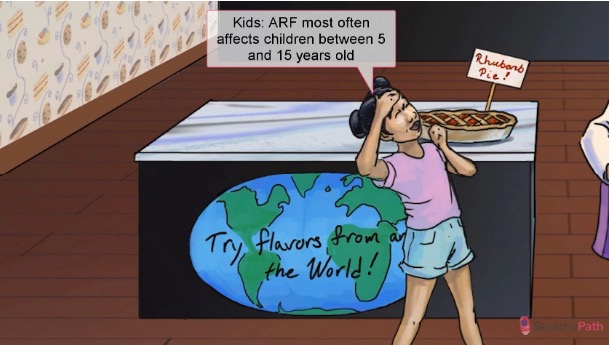 Kids: ARF most often
affects children between 5
and 15 years old
Rhubarb
Pie!
Try flavors from
the World!
SketchyPath